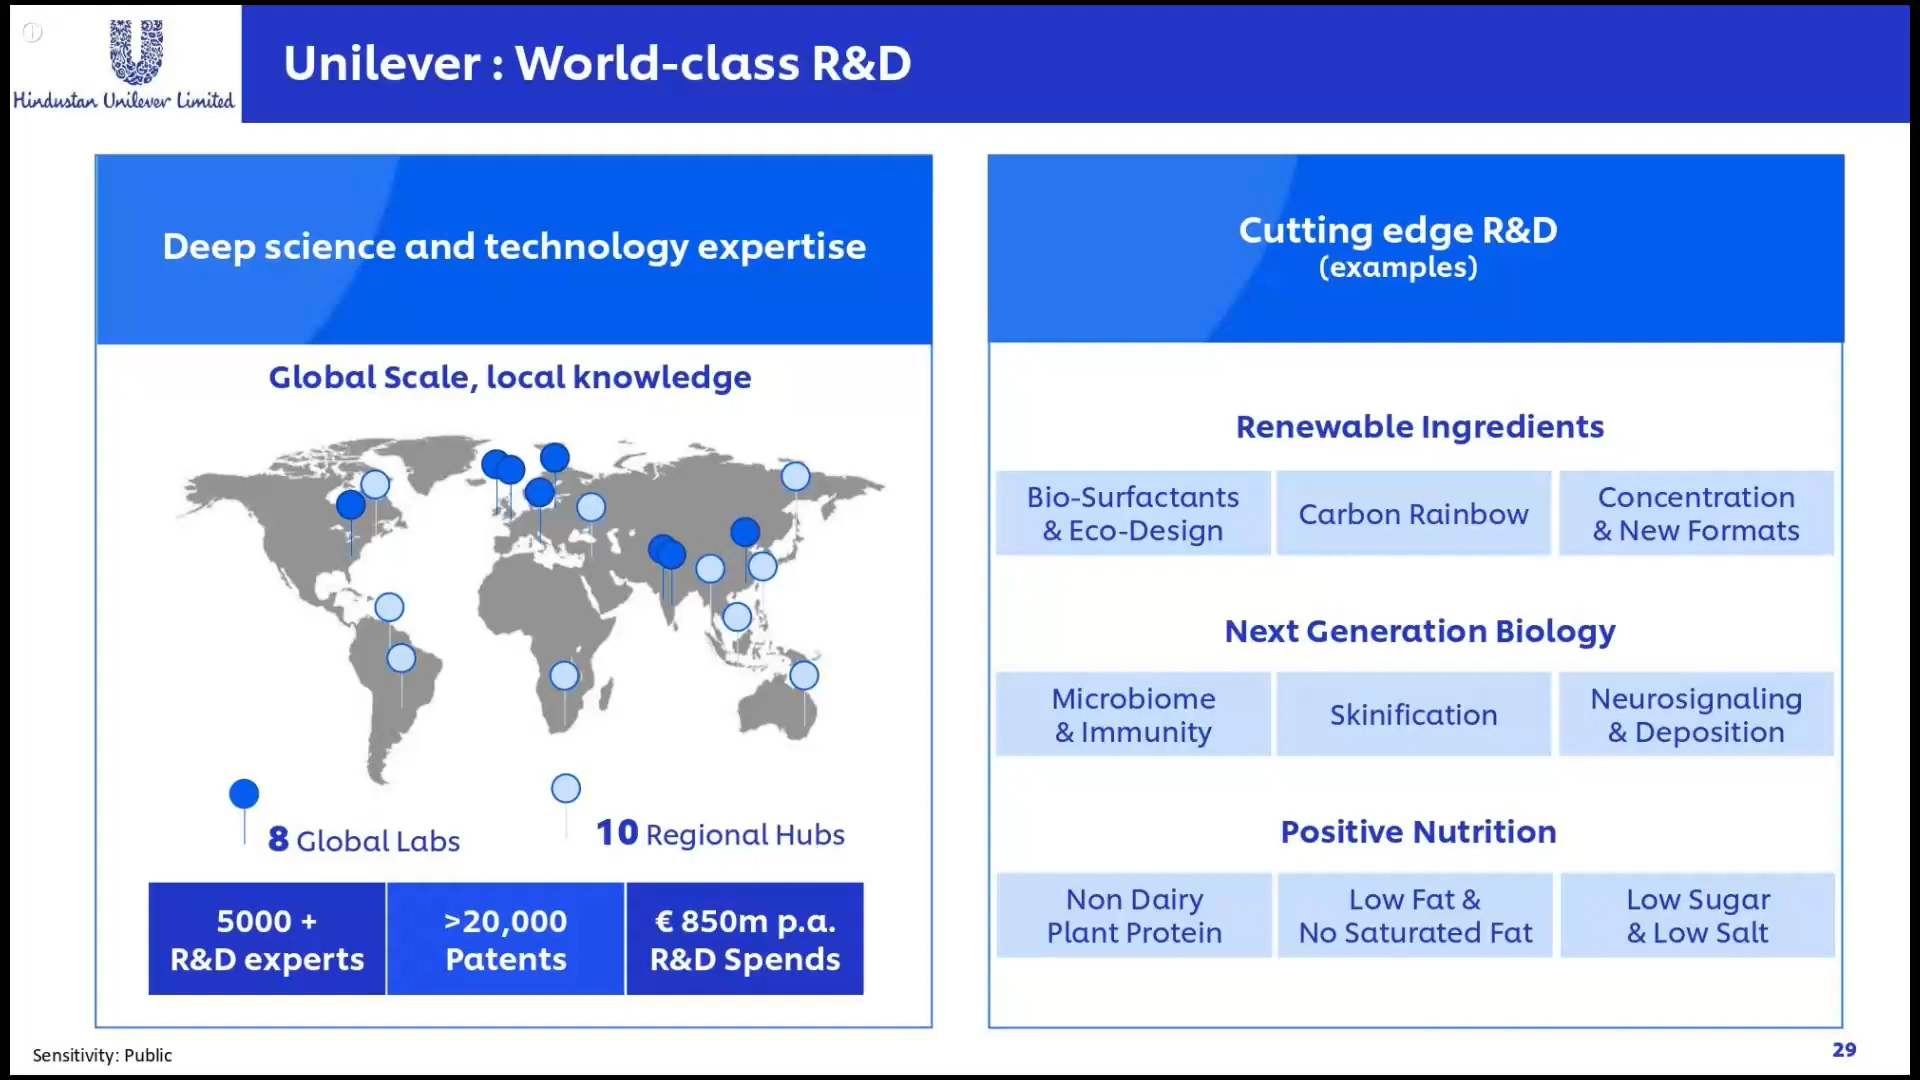 Hindustan Unilever Limited
Unilever : World-class R&D
Deep science and technology expertise
Global Scale, local knowledge
8 Global Labs
10 Regional Hubs
5000 +
R&D experts
>20,000
Patents
€ 850m p.a.
R&D Spends
Cutting edge R&D
(examples)
Renewable Ingredients
Bio-Surfactants
& Eco-Design
Carbon Rainbow
Concentration
& New Formats
Next Generation Biology
Microbiome
& Immunity
Skinification
Neurosignaling
& Deposition
Positive Nutrition
Non Dairy
Plant Protein
Low Fat &
No Saturated Fat
Low Sugar
& Low Salt
Sensitivity: Public
29